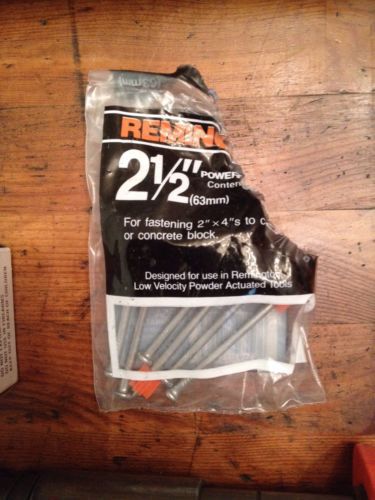 (63mm)
REMING
2½"
POWER
Conten
(63mm)
For fastening 2"×4"s to c
or concrete block.
Designed for use in Remington
Low Velocity Powder Actuated Tools